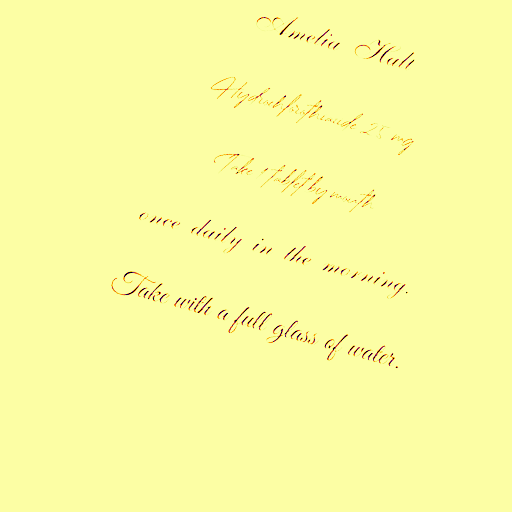 Amelia Hall
Hydrochlorothiazide 25 mg
Take 1 tablet by mouth
once daily in the morning.
Take with a full glass of water.